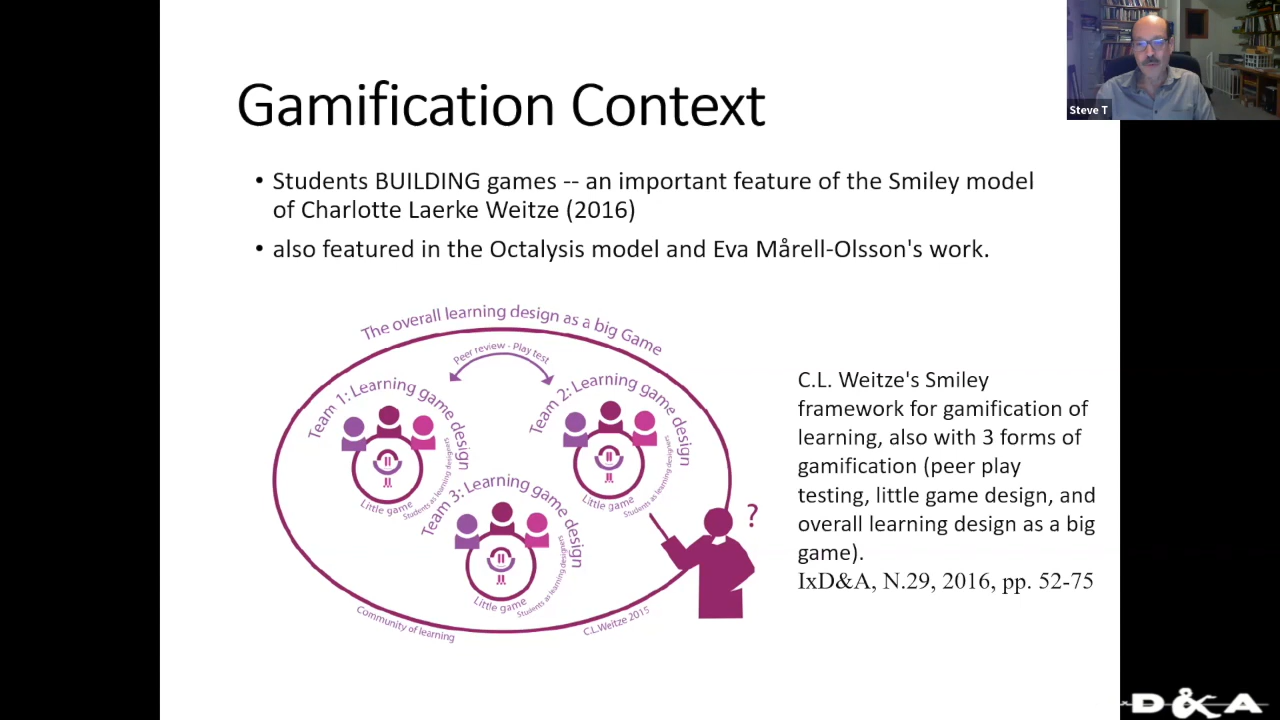 Steve T
Gamification Context
• Students BUILDING games -- an important feature of the Smiley model
of Charlotte Laerke Weitze (2016)
• also featured in the Octalysis model and Eva Mårell-Olsson's work.
The overall learning design as a big Game
Peer review - Play test
Team 1: Learning game design
Students as learning designers
Little game
Team 2: Learning game design
Students as learning designers
Little game
Team 3: Learning game design
Students as learning designers
Little game
?
Community of learning
C.L.Weitze 2015
C.L. Weitze's Smiley
framework for gamification of
learning, also with 3 forms of
gamification (peer play
testing, little game design, and
overall learning design as a big
game).
IxD&A, N.29, 2016, pp. 52-75
D&A